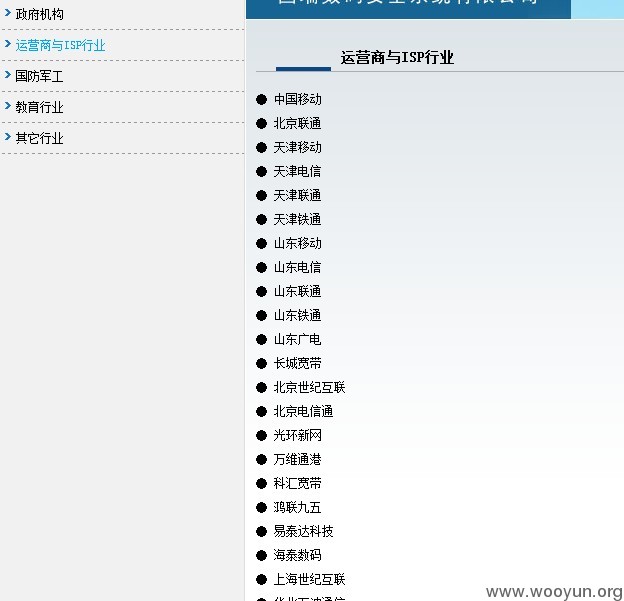 政府机构
运营商与ISP行业
国防军工
教育行业
其它行业
运营商与ISP行业
中国移动
北京联通
天津移动
天津电信
天津联通
天津铁通
山东移动
山东电信
山东联通
山东铁通
山东广电
长城宽带
北京世纪互联
北京电信通
光环新网
万维通港
科汇宽带
鸿联九五
易泰达科技
海泰数码
上海世纪互联
www.wooyun.org